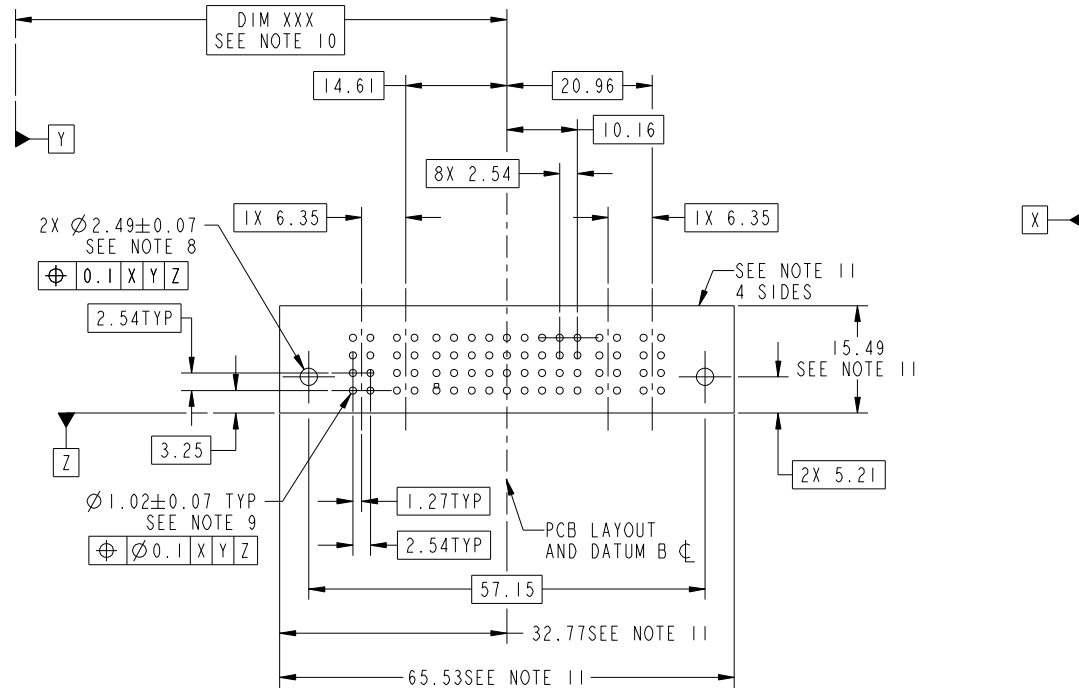 DIM XXX
SEE NOTE 10
14.61
20.96
10.16
Y
8X 2.54
1X 6.35
1X 6.35
X
2X Ø2.49±0.07
SEE NOTE 8
⌖ 0.1 X Y Z
SEE NOTE 11
4 SIDES
2.54TYP
15.49
SEE NOTE 11
8
3.25
Z
2X 5.21
Ø1.02±0.07 TYP
SEE NOTE 9
⌖ Ø0.1 X Y Z
1.27TYP
2.54TYP
PCB LAYOUT
AND DATUM B ℄
57.15
32.77SEE NOTE 11
65.53SEE NOTE 11